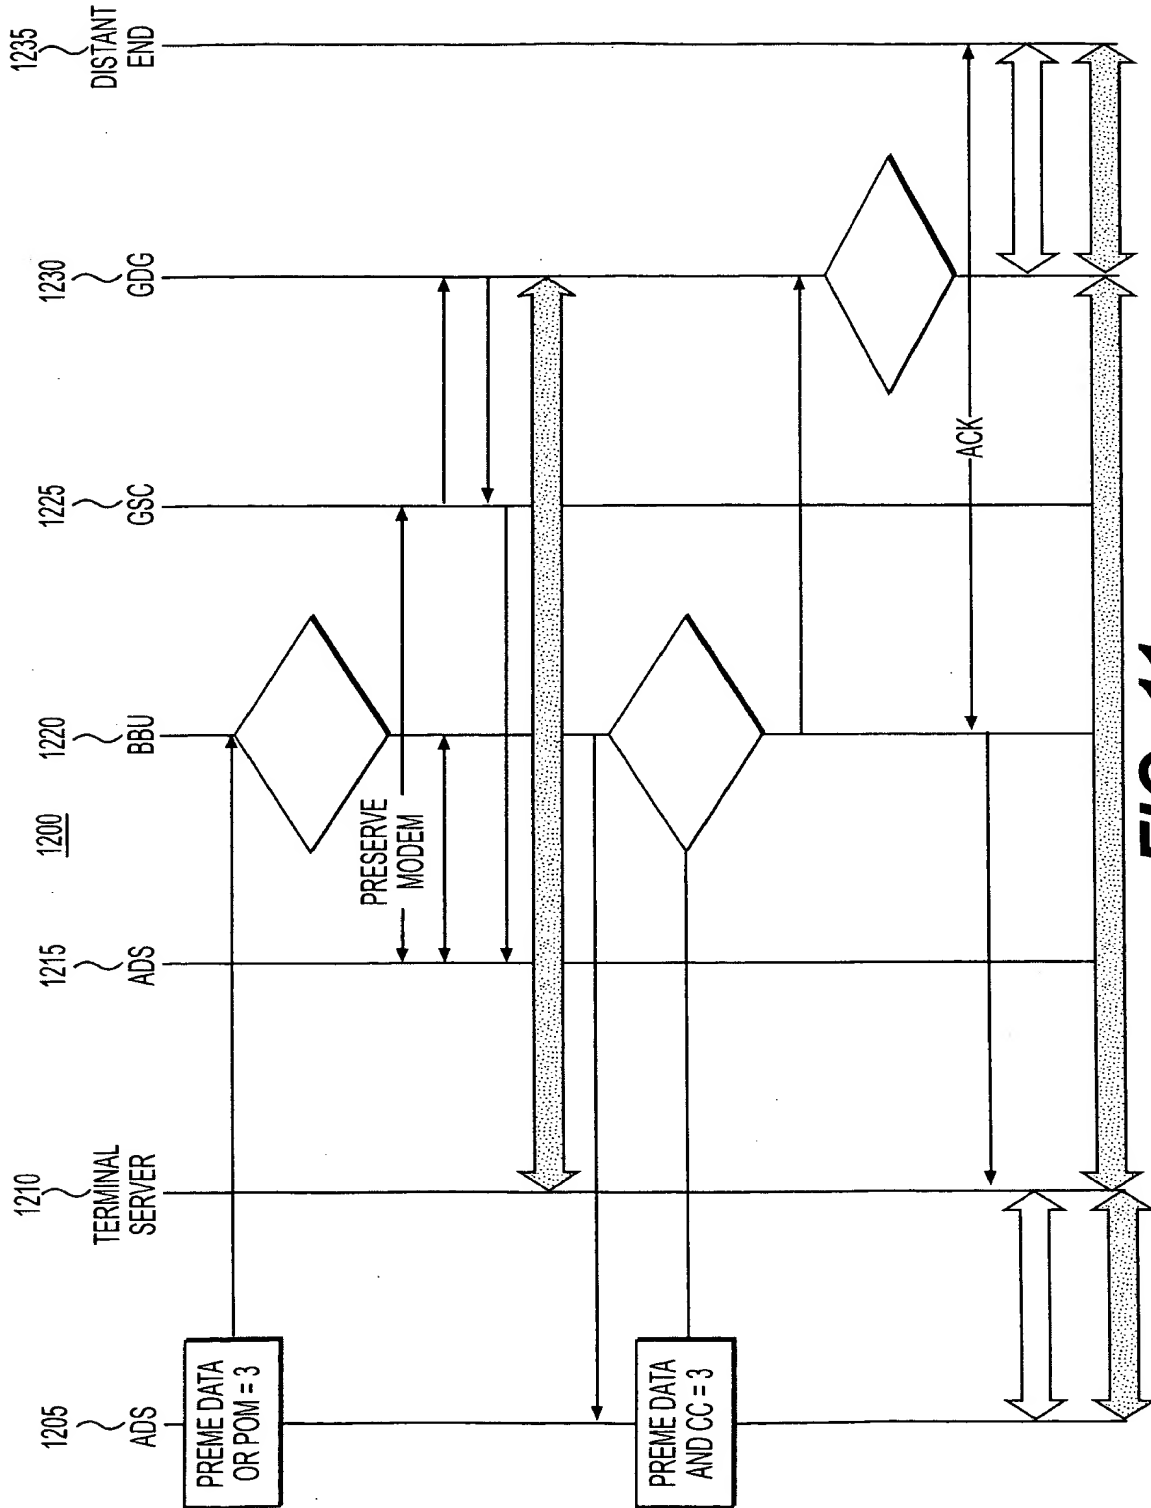 1200
1205
ADS
1210
TERMINAL
SERVER
1215
ADS
1220
BBU
1225
GSC
1230
GDG
1235
DISTANT
END
PREME DATA
OR POM = 3
PRESERVE
MODEM
PREME DATA
AND CC = 3
ACK